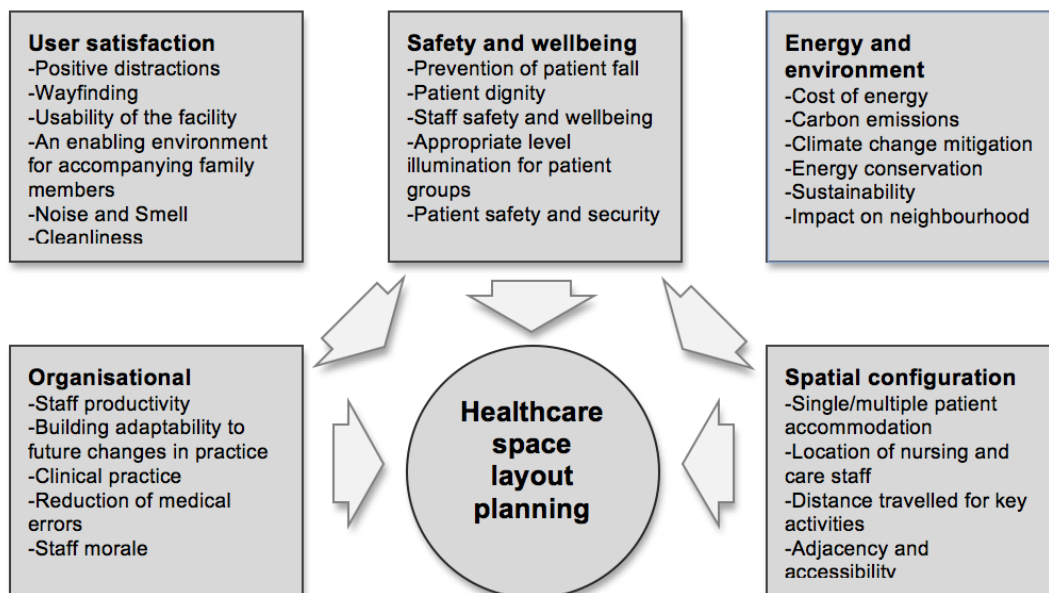 User satisfaction
-Positive distractions
-Wayfinding
-Usability of the facility
-An enabling environment
for accompanying family
members
-Noise and Smell
-Cleanliness
Safety and wellbeing
-Prevention of patient fall
-Patient dignity
-Staff safety and wellbeing
-Appropriate level
illumination for patient
groups
-Patient safety and security
Energy and
environment
-Cost of energy
-Carbon emissions
-Climate change mitigation
-Energy conservation
-Sustainability
-Impact on neighbourhood
Organisational
-Staff productivity
-Building adaptability to
future changes in practice
-Clinical practice
-Reduction of medical
errors
-Staff morale
Healthcare
space
layout
planning
Spatial configuration
-Single/multiple patient
accommodation
-Location of nursing and
care staff
-Distance travelled for key
activities
-Adjacency and
accessibility